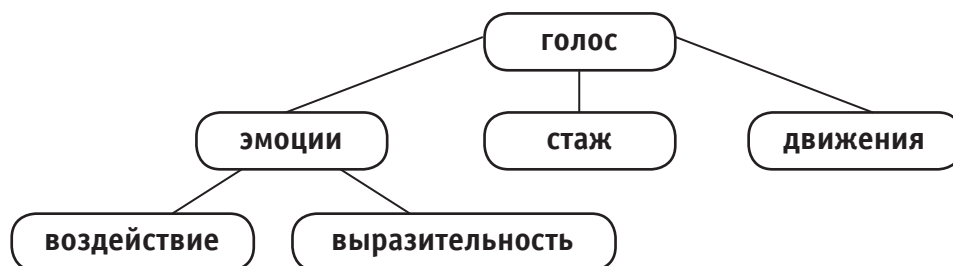 голос
эмоции
стаж
движения
воздействие
выразительность